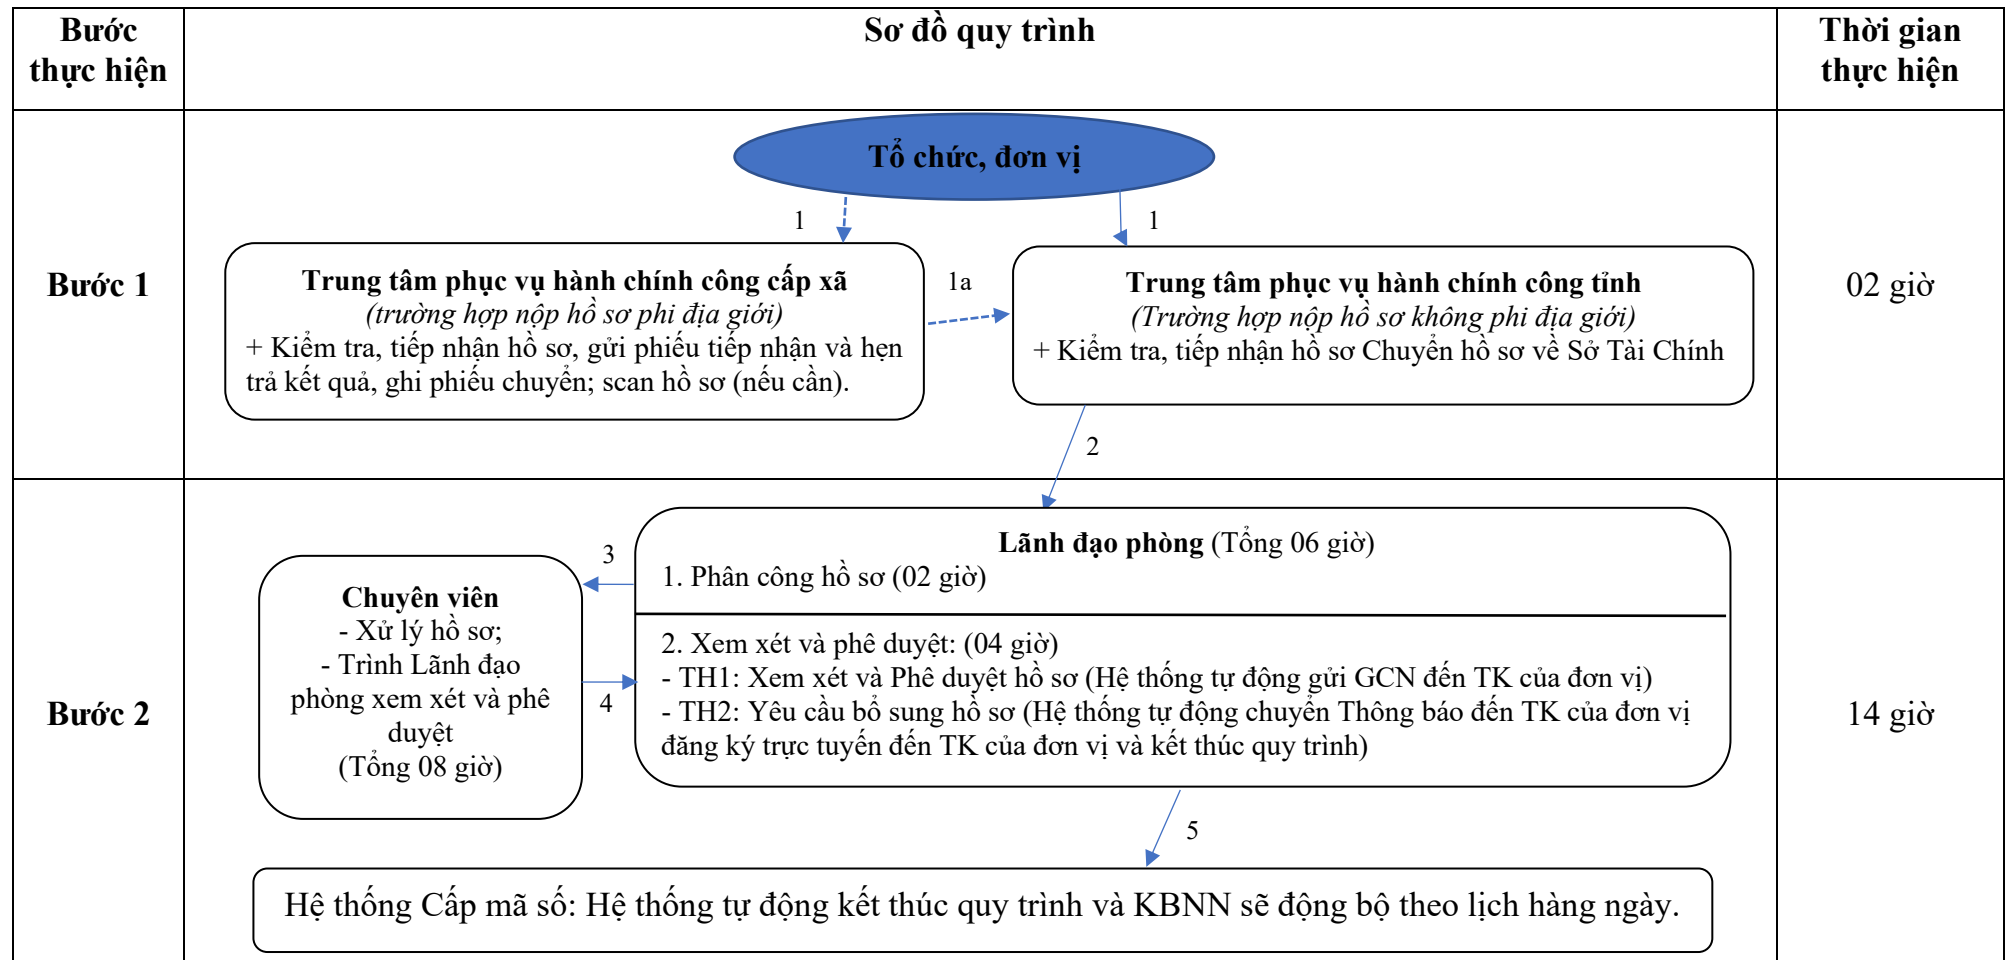 Bước
thực hiện
Sơ đồ quy trình
Thời gian
thực hiện
Bước 1
Tổ chức, đơn vị
1
1
Trung tâm phục vụ hành chính công cấp xã
(trường hợp nộp hồ sơ phi địa giới)
+ Kiểm tra, tiếp nhận hồ sơ, gửi phiếu tiếp nhận và hẹn
trả kết quả, ghi phiếu chuyển; scan hồ sơ (nếu cần).
1a
Trung tâm phục vụ hành chính công tỉnh
(Trường hợp nộp hồ sơ không phi địa giới)
+ Kiểm tra, tiếp nhận hồ sơ Chuyển hồ sơ về Sở Tài Chính
02 giờ
2
Bước 2
Lãnh đạo phòng (Tổng 06 giờ)
1. Phân công hồ sơ (02 giờ)
3
Chuyên viên
- Xử lý hồ sơ;
- Trình Lãnh đạo
phòng xem xét và phê
duyệt
(Tổng 08 giờ)
4
2. Xem xét và phê duyệt: (04 giờ)
- TH1: Xem xét và Phê duyệt hồ sơ (Hệ thống tự động gửi GCN đến TK của đơn vị)
- TH2: Yêu cầu bổ sung hồ sơ (Hệ thống tự động chuyển Thông báo đến TK của đơn vị
đăng ký trực tuyến đến TK của đơn vị và kết thúc quy trình)
14 giờ
5
Hệ thống Cấp mã số: Hệ thống tự động kết thúc quy trình và KBNN sẽ động bộ theo lịch hàng ngày.